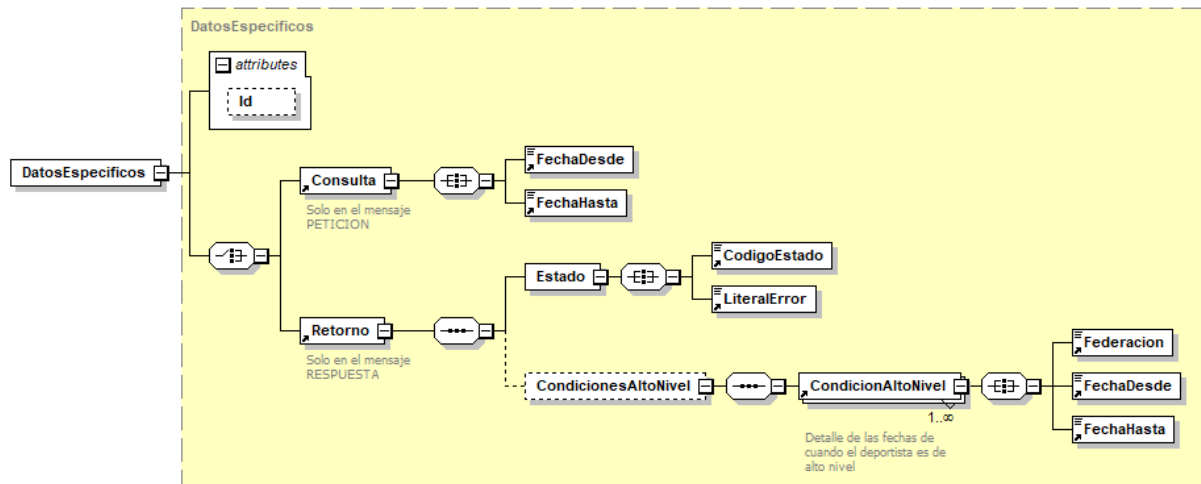 DatosEspecificos
attributes
Id
DatosEspecificos
Consulta
Solo en el mensaje
PETICION
FechaDesde
FechaHasta
Retorno
Solo en el mensaje
RESPUESTA
Estado
CodigoEstado
LiteralError
CondicionesAltoNivel
CondicionAltoNivel
1..∞
Detalle de las fechas de
cuando el deportista es de
alto nivel
Federacion
FechaDesde
FechaHasta